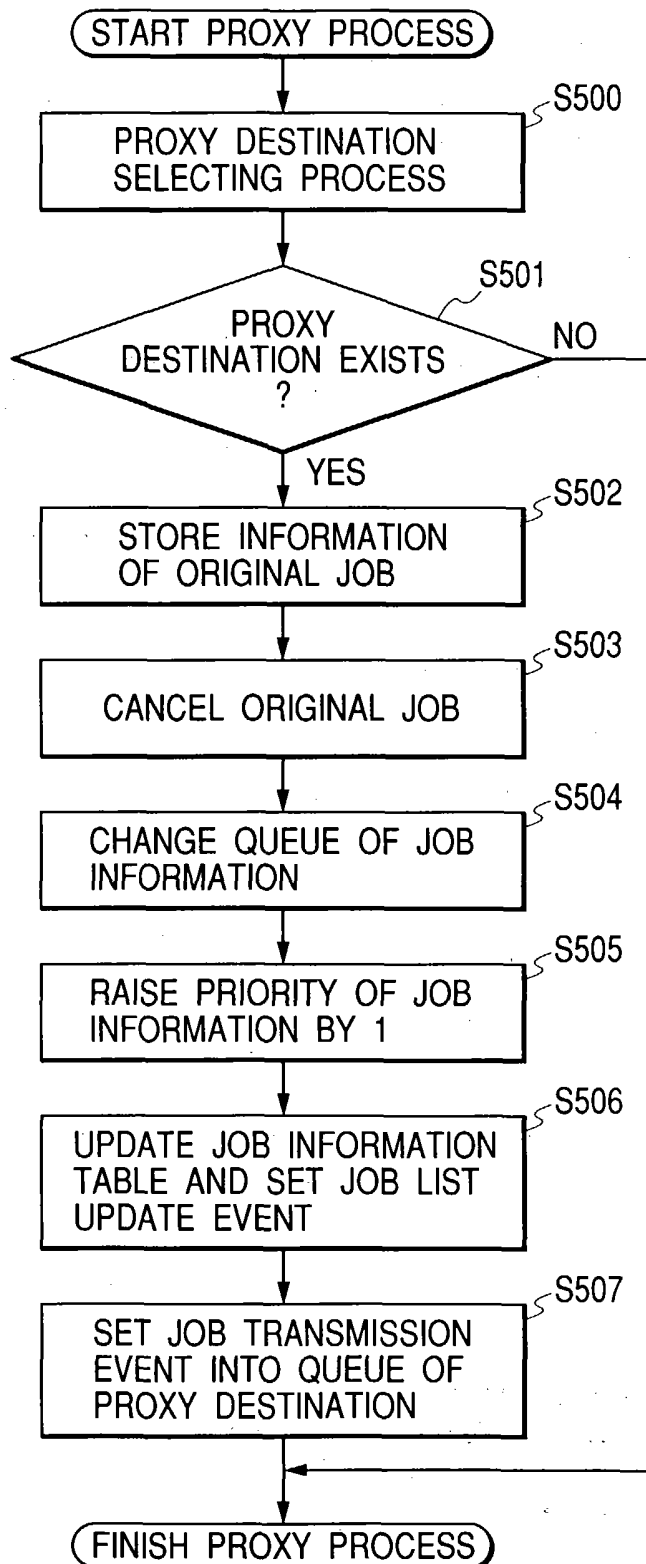 START PROXY PROCESS
S500
PROXY DESTINATION
SELECTING PROCESS
S501
PROXY
DESTINATION EXISTS
?
NO
YES
S502
STORE INFORMATION
OF ORIGINAL JOB
S503
CANCEL ORIGINAL JOB
S504
CHANGE QUEUE OF JOB
INFORMATION
S505
RAISE PRIORITY OF JOB
INFORMATION BY 1
S506
UPDATE JOB INFORMATION
TABLE AND SET JOB LIST
UPDATE EVENT
S507
SET JOB TRANSMISSION
EVENT INTO QUEUE OF
PROXY DESTINATION
FINISH PROXY PROCESS